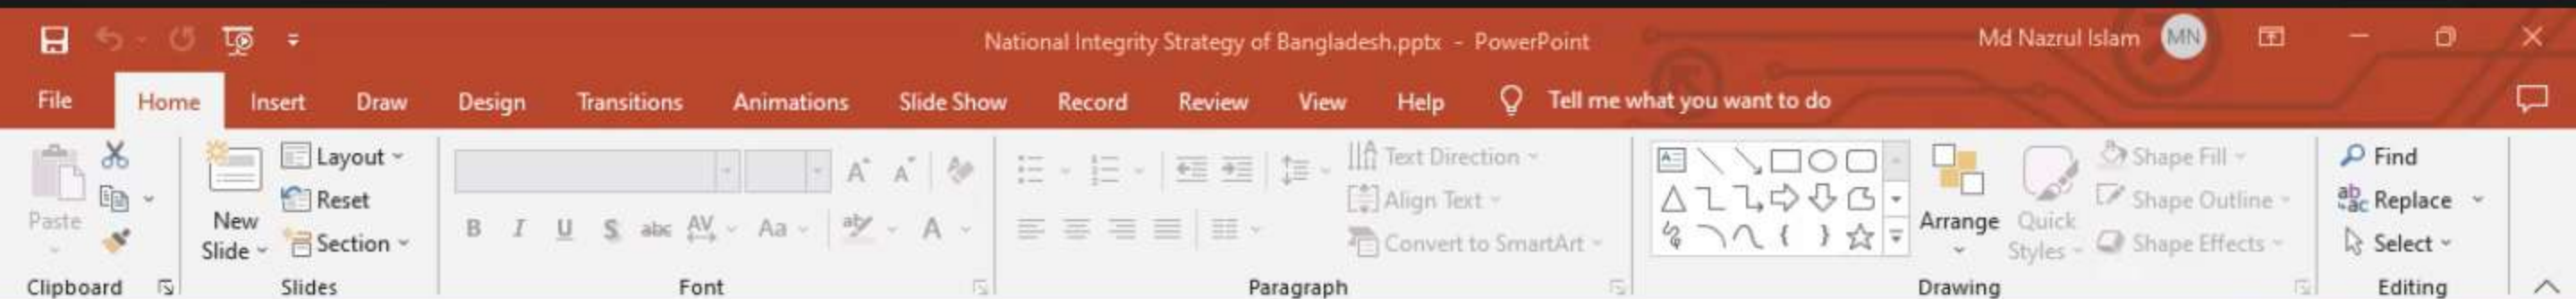 National Integrity Strategy of Bangladesh.pptx - PowerPoint
Md Nazrul Islam MN
File Home Insert Draw Design Transitions Animations Slide Show Record Review View Help Tell me what you want to do
Paste
Clipboard
New Slide
Layout
Reset
Section
Slides
B I U S abc AV Aa aby A
A A A
Font
Text Direction
Align Text
Convert to SmartArt
Paragraph
Arrange
Quick Styles
Shape Fill
Shape Outline
Shape Effects
Drawing
Find
Replace
Select
Editing